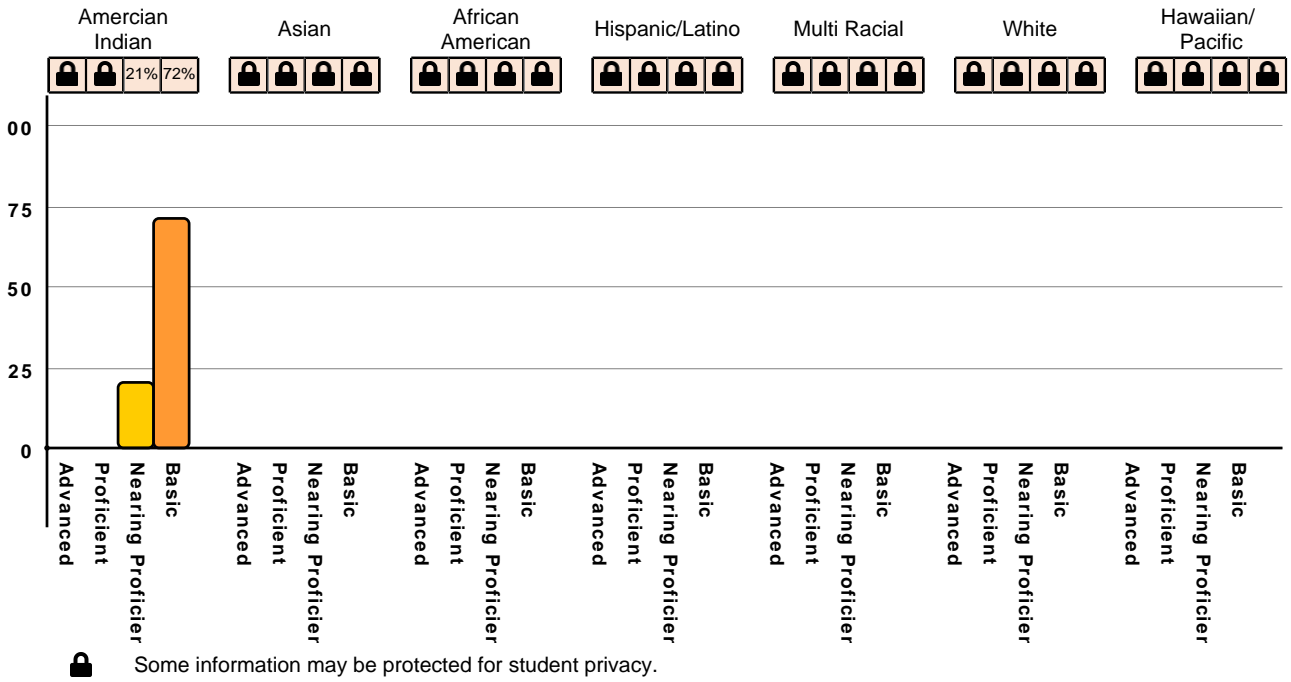 Amercian
Indian
Asian
African
American
Hispanic/Latino
Multi Racial
White
Hawaiian/
Pacific
21% 72%
00
75
50
25
0
Advanced
Proficient
Nearing Proficier
Basic
Advanced
Proficient
Nearing Proficier
Basic
Advanced
Proficient
Nearing Proficier
Basic
Advanced
Proficient
Nearing Proficier
Basic
Advanced
Proficient
Nearing Proficier
Basic
Advanced
Proficient
Nearing Proficier
Basic
Advanced
Proficient
Nearing Proficier
Basic
Some information may be protected for student privacy.